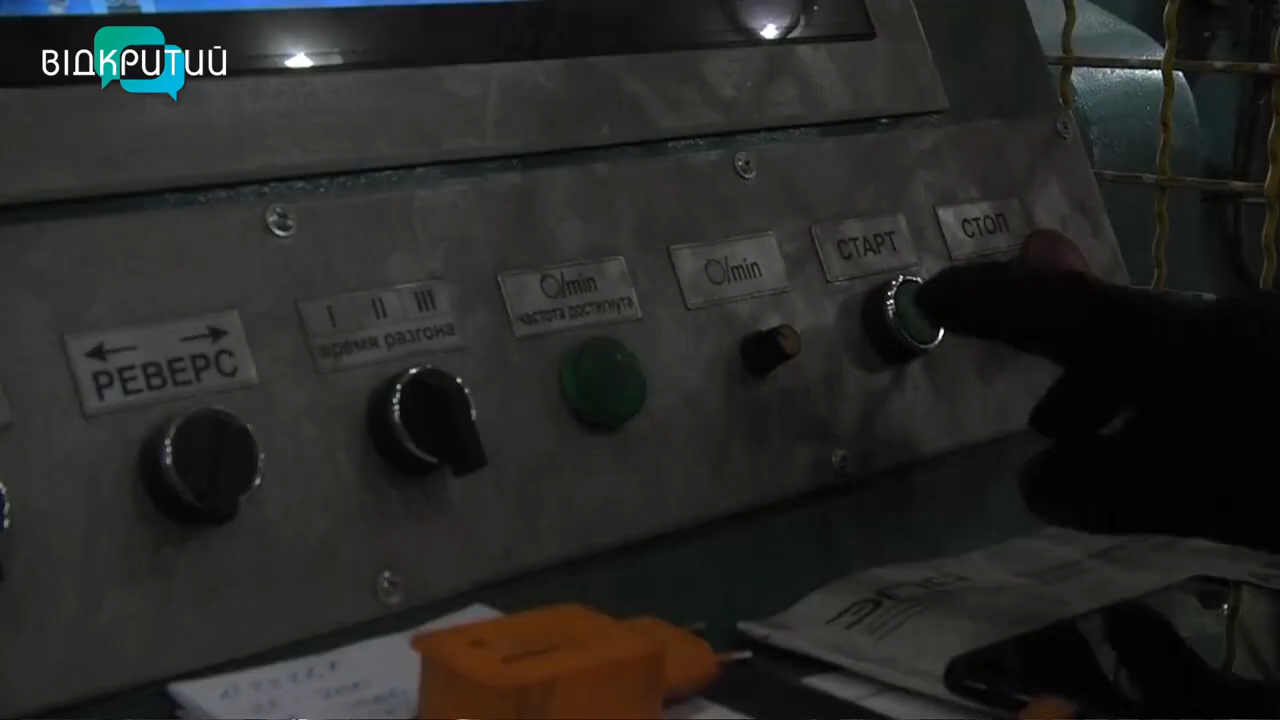 ВІДКРИТИЙ
РЕВЕРС
I II III
время разгона
O/min
частота достигнута
O/min
СТАРТ
СТОП